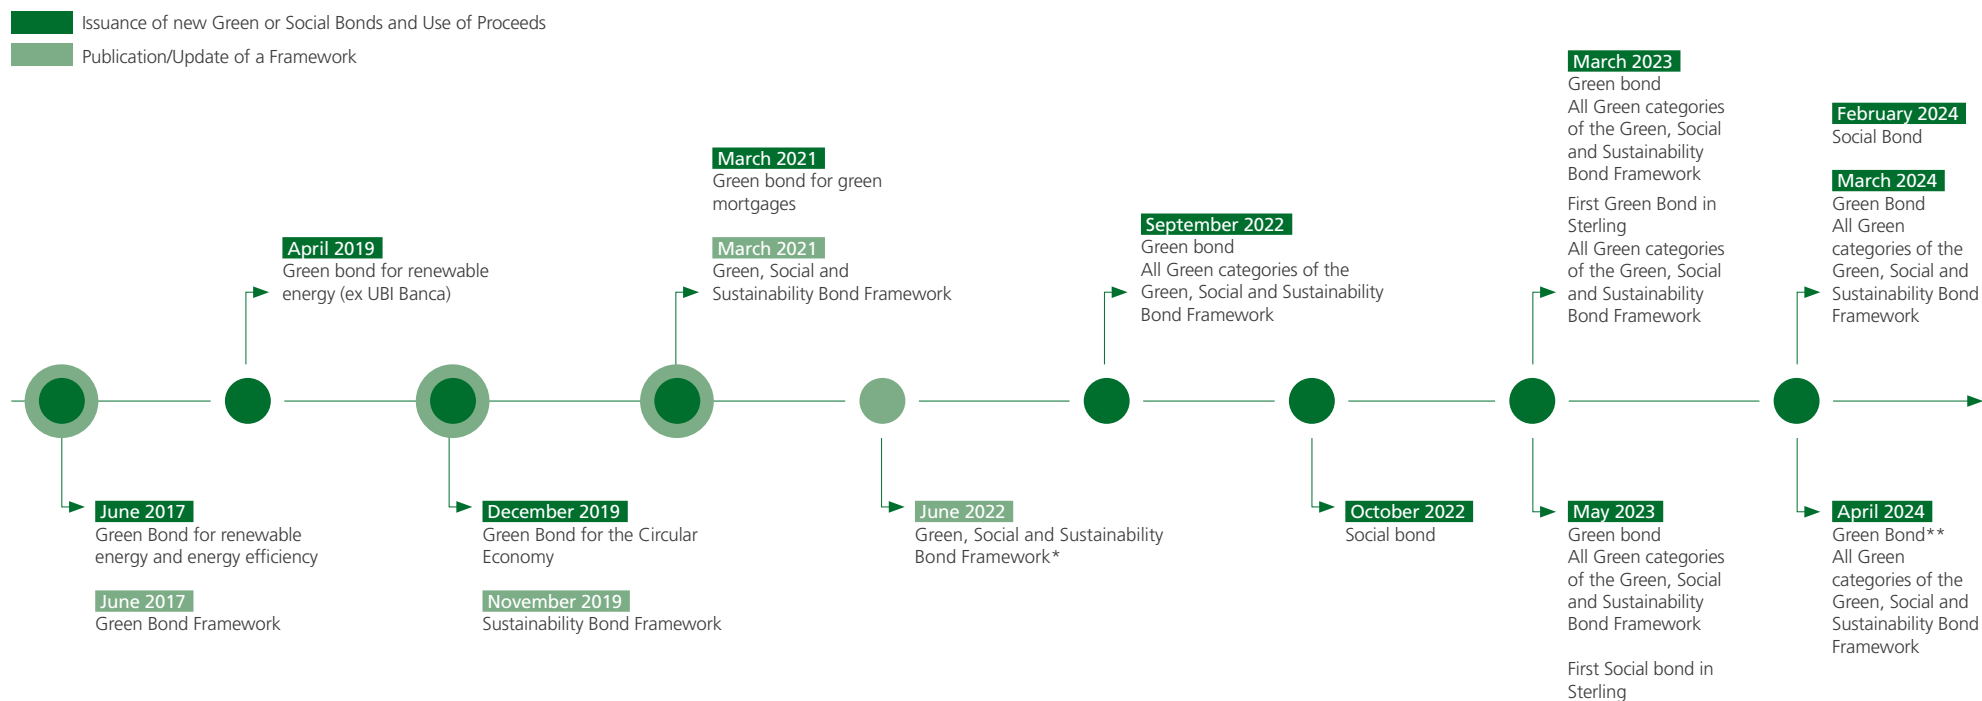 Issuance of new Green or Social Bonds and Use of Proceeds
Publication/Update of a Framework
June 2017
Green Bond for renewable
energy and energy efficiency
June 2017
Green Bond Framework
April 2019
Green bond for renewable
energy (ex UBI Banca)
December 2019
Green Bond for the Circular
Economy
November 2019
Sustainability Bond Framework
March 2021
Green bond for green
mortgages
March 2021
Green, Social and
Sustainability Bond Framework
June 2022
Green, Social and Sustainability
Bond Framework*
September 2022
Green bond
All Green categories of the
Green, Social and Sustainability
Bond Framework
October 2022
Social bond
March 2023
Green bond
All Green categories
of the Green, Social
and Sustainability
Bond Framework
First Green Bond in
Sterling
All Green categories
of the Green, Social
and Sustainability
Bond Framework
May 2023
Green bond
All Green categories
of the Green, Social
and Sustainability
Bond Framework
First Social bond in
Sterling
February 2024
Social Bond
March 2024
Green Bond
All Green
categories of the
Green, Social and
Sustainability Bond
Framework
April 2024
Green Bond**
All Green
categories of the
Green, Social and
Sustainability Bond
Framework